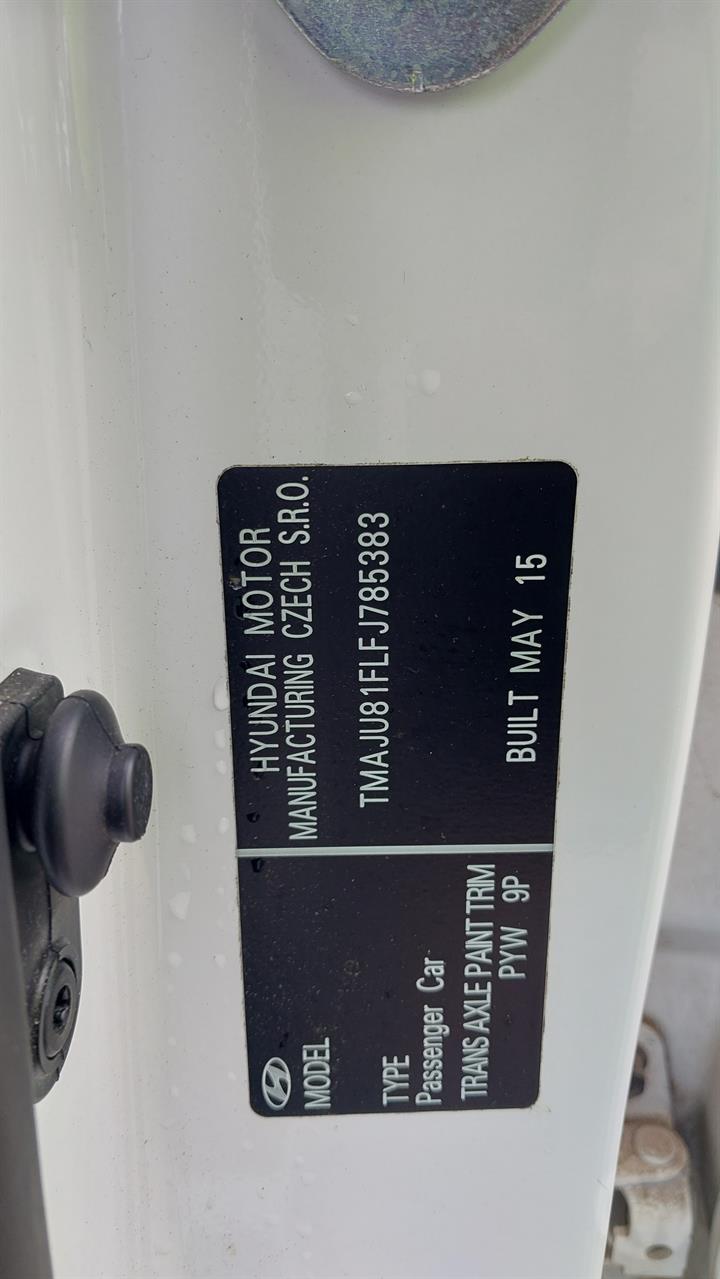 MODEL
TYPE
Passenger Car
TRANS AXLE PAINT TRIM
PYW 9P
HYUNDAI MOTOR
MANUFACTURING CZECH S.R.O.
TMAJU81FLFJ785383
BUILT MAY 15